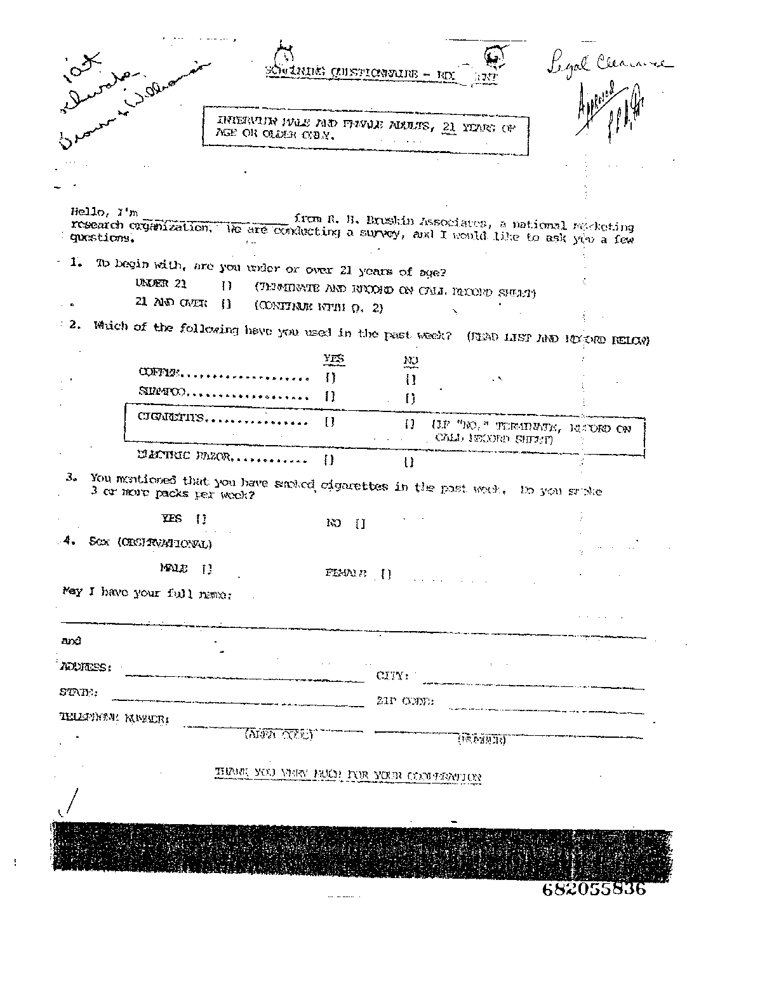 Legal Clearance
Approved
Brown & Williamson
SCREENING QUESTIONNAIRE -
INTERVIEW MALE AND FEMALE ADULTS, 21 YEARS OF
AGE OR OLDER ONLY.
Hello, I'm ____________________ from R. H. Bruskin Associates, a national marketing
research organization. We are conducting a survey, and I would like to ask you a few
questions.
1. To begin with, are you under or over 21 years of age?
UNDER 21 [] (TERMINATE AND RECORD ON CALL RECORD SHEET)
21 AND OVER [] (CONTINUE WITH Q. 2)
2. Which of the following have you used in the past week? (READ LIST AND RECORD BELOW)
YES NO
COFFEE.................... [] []
SHAMPOO................... [] []
CIGARETTES................ [] [] (IF "NO," TERMINATE, RECORD ON
CALL RECORD SHEET)
ELECTRIC RAZOR............ [] []
3. You mentioned that you have smoked cigarettes in the past week. Do you smoke
3 or more packs per week?
YES [] NO []
4. Sex (OBSERVATIONAL)
MALE [] FEMALE []
May I have your full name:
and
ADDRESS: CITY:
STATE: ZIP CODE:
TELEPHONE NUMBER:
(AREA CODE) (NUMBER)
THANK YOU VERY MUCH FOR YOUR COOPERATION
682055836